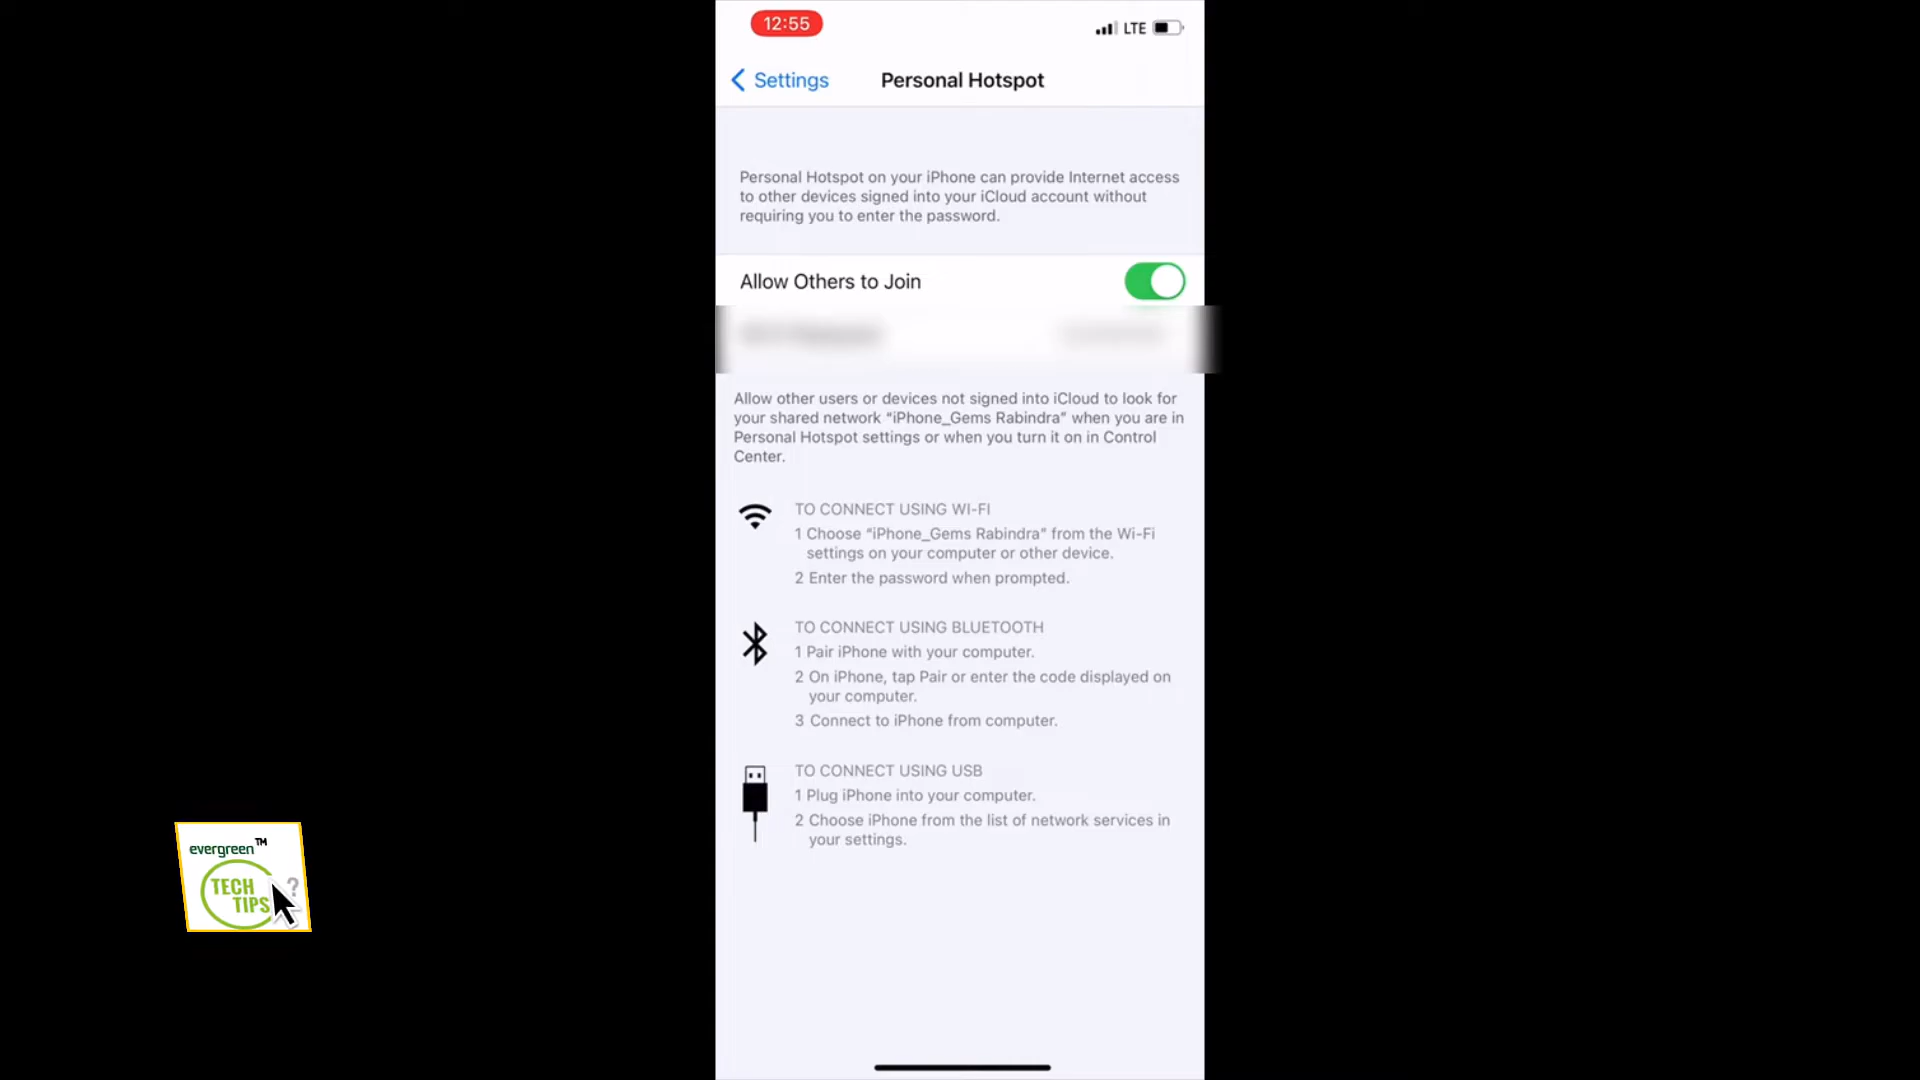 12:55
LTE
Settings
Personal Hotspot
Personal Hotspot on your iPhone can provide Internet access
to other devices signed into your iCloud account without
requiring you to enter the password.
Allow Others to Join
Allow other users or devices not signed into iCloud to look for
your shared network “iPhone_Gems Rabindra” when you are in
Personal Hotspot settings or when you turn it on in Control
Center.
TO CONNECT USING WI-FI
1 Choose “iPhone_Gems Rabindra” from the Wi-Fi
settings on your computer or other device.
2 Enter the password when prompted.
TO CONNECT USING BLUETOOTH
1 Pair iPhone with your computer.
2 On iPhone, tap Pair or enter the code displayed on
your computer.
3 Connect to iPhone from computer.
TO CONNECT USING USB
1 Plug iPhone into your computer.
2 Choose iPhone from the list of network services in
your settings.
evergreen™
TECH
TIPS
?